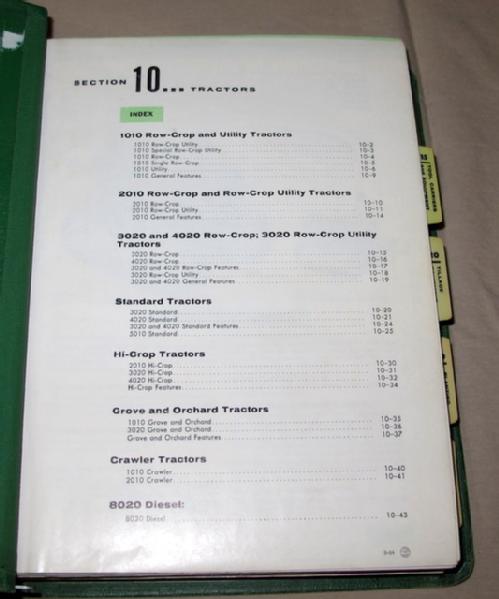 SECTION 10... TRACTORS
INDEX
1010 Row-Crop and Utility Tractors
1010 Row-Crop Utility 10-2
1010 Special Row-Crop Utility 10-3
1010 Row-Crop 10-4
1010 Single Row-Crop 10-5
1010 Utility 10-6
1010 General Features 10-9
2010 Row-Crop and Row-Crop Utility Tractors
2010 Row-Crop 10-10
2010 Row-Crop Utility 10-11
2010 General Features 10-14
3020 and 4020 Row-Crop; 3020 Row-Crop Utility
Tractors
3020 Row-Crop 10-15
4020 Row-Crop 10-16
3020 and 4020 Row-Crop Features 10-17
3020 Row-Crop Utility 10-18
3020 and 4020 General Features 10-19
Standard Tractors
3020 Standard 10-20
4020 Standard 10-21
3020 and 4020 Standard Features 10-24
5010 Standard 10-25
Hi-Crop Tractors
2010 Hi-Crop 10-30
3020 Hi-Crop 10-31
4020 Hi-Crop 10-32
Hi-Crop Features 10-34
Grove and Orchard Tractors
1010 Grove and Orchard 10-35
3020 Grove and Orchard 10-36
Grove and Orchard Features 10-37
Crawler Tractors
1010 Crawler 10-40
2010 Crawler 10-41
8020 Diesel:
8020 Diesel 10-43
TOOL CARRIERS
TILLAGE